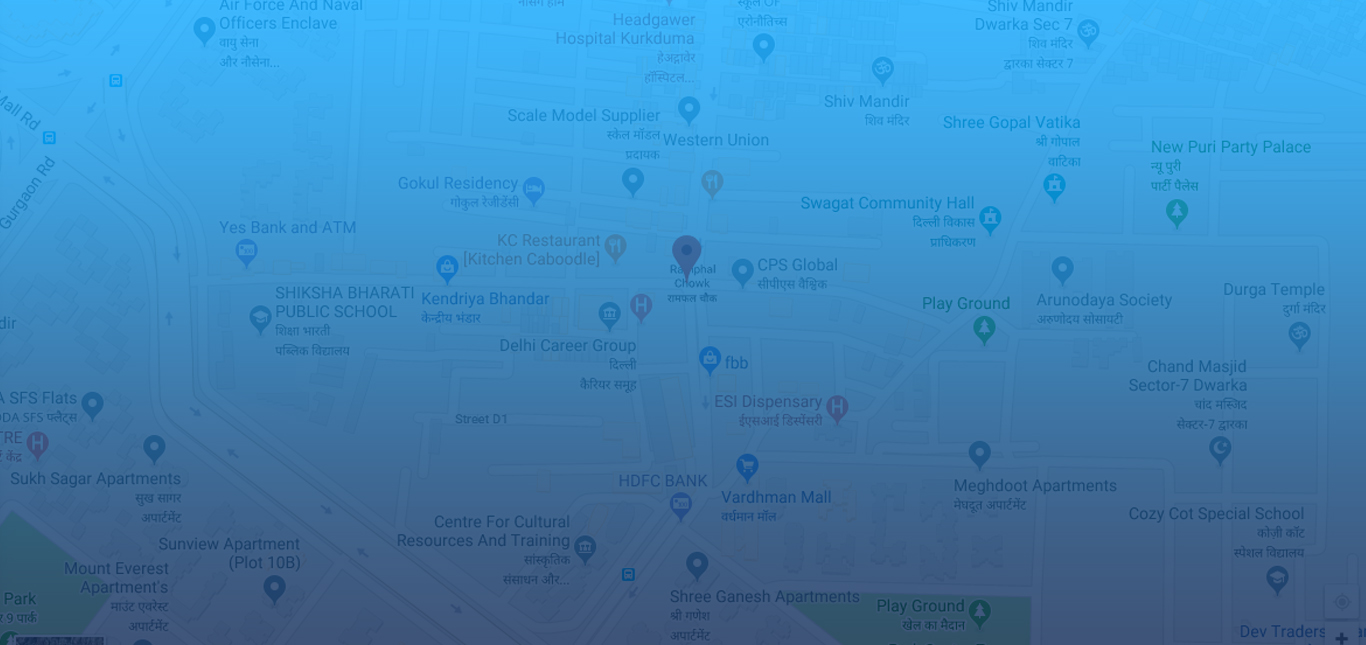 Air Force And Naval
Officers Enclave
वायु सेना
और नौसेना...
Headgawer
Hospital Kurkduma
हेअड्गावेर
हॉस्पिटल...
एरोनौतिच्स
Shiv Mandir
Dwarka Sec 7
शिव मंदिर
द्वारका सेक्टर 7
Mall Rd
Gurgaon Rd
Scale Model Supplier
स्केल मॉडल
प्रदायक
Western Union
Shiv Mandir
शिव मंदिर
Shree Gopal Vatika
श्री गोपाल
वाटिका
New Puri Party Palace
न्यू पुरी
पार्टी पैलेस
Gokul Residency
गोकुल रेजीडेंसी
Swagat Community Hall
दिल्ली विकास
प्राधिकरण
Yes Bank and ATM
KC Restaurant
[Kitchen Caboodle]
Ramphal
Chowk
रामफल चौक
CPS Global
सीपीएस वैश्विक
SHIKSHA BHARATI
PUBLIC SCHOOL
शिक्षा भारती
पब्लिक विद्यालय
Kendriya Bhandar
केन्द्रीय भंडार
Play Ground
Arunodaya Society
अरुणोदय सोसायटी
Durga Temple
दुर्गा मंदिर
Delhi Career Group
दिल्ली
कैरियर समूह
fbb
Chand Masjid
Sector-7 Dwarka
चांद मस्जिद
सेक्टर-7 द्वारका
A SFS Flats
DDA SFS फ्लैट्स
ESI Dispensary
ईएसआई डिस्पेंसरी
Street D1
TRE
केंद्र
Sukh Sagar Apartments
सुख सागर
अपार्टमेंट
HDFC BANK
Vardhman Mall
वर्धमान मॉल
Meghdoot Apartments
मेघदूत अपार्टमेंट
Cozy Cot Special School
कोज़ी कॉट
स्पेशल विद्यालय
Centre For Cultural
Resources And Training
सांस्कृतिक
संसाधन और...
Sunview Apartment
(Plot 10B)
Mount Everest
Apartment's
माउंट एवरेस्ट
अपार्टमेंट
Shree Ganesh Apartments
श्री गणेश
अपार्टमेंट
Park
र 9 पार्क
Play Ground
खेल का मैदान
Dev Traders